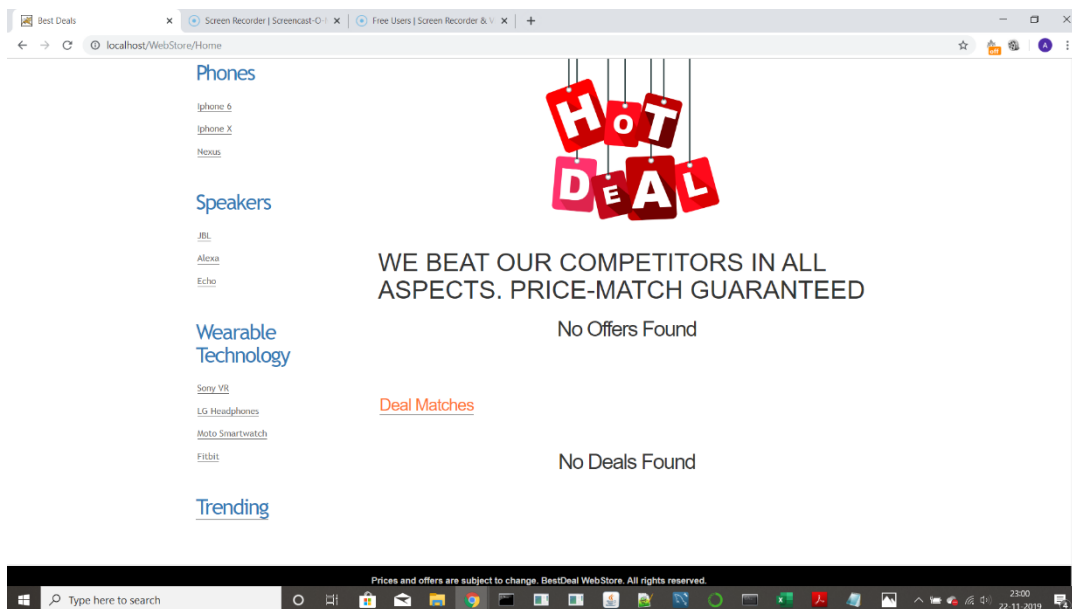 Best Deals
Screen Recorder | Screencast-O-
Free Users | Screen Recorder & V
localhost/WebStore/Home
off
A
Phones
Iphone 6
Iphone X
Nexus
Speakers
JBL
Alexa
Echo
Wearable
Technology
Sony VR
LG Headphones
Moto Smartwatch
Fitbit
Trending
HOT
DEAL
WE BEAT OUR COMPETITORS IN ALL
ASPECTS. PRICE-MATCH GUARANTEED
No Offers Found
Deal Matches
No Deals Found
Prices and offers are subject to change. BestDeal WebStore. All rights reserved.
Type here to search
23:00
22-11-2019